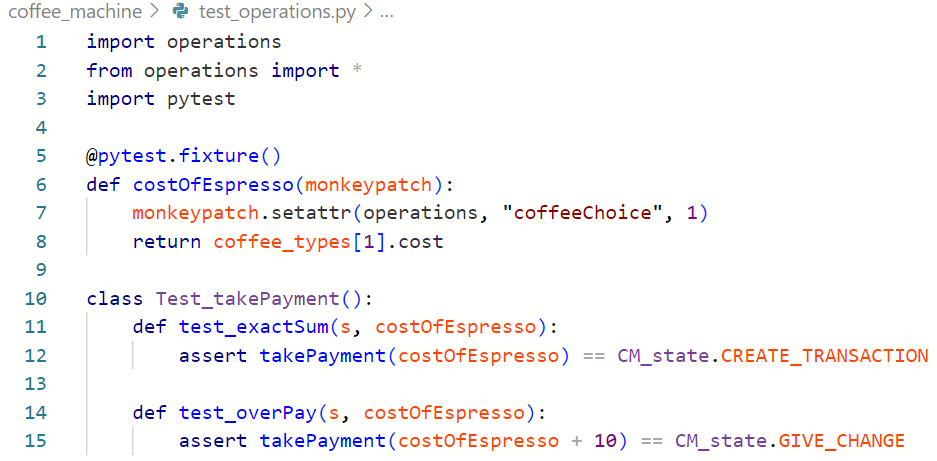 coffee_machine > test_operations.py > ...
1 import operations
2 from operations import *
3 import pytest
4
5 @pytest.fixture()
6 def costOfEspresso(monkeypatch):
7     monkeypatch.setattr(operations, "coffeeChoice", 1)
8     return coffee_types[1].cost
9
10 class Test_takePayment():
11     def test_exactSum(s, costOfEspresso):
12         assert takePayment(costOfEspresso) == CM_state.CREATE_TRANSACTION
13
14     def test_overPay(s, costOfEspresso):
15         assert takePayment(costOfEspresso + 10) == CM_state.GIVE_CHANGE